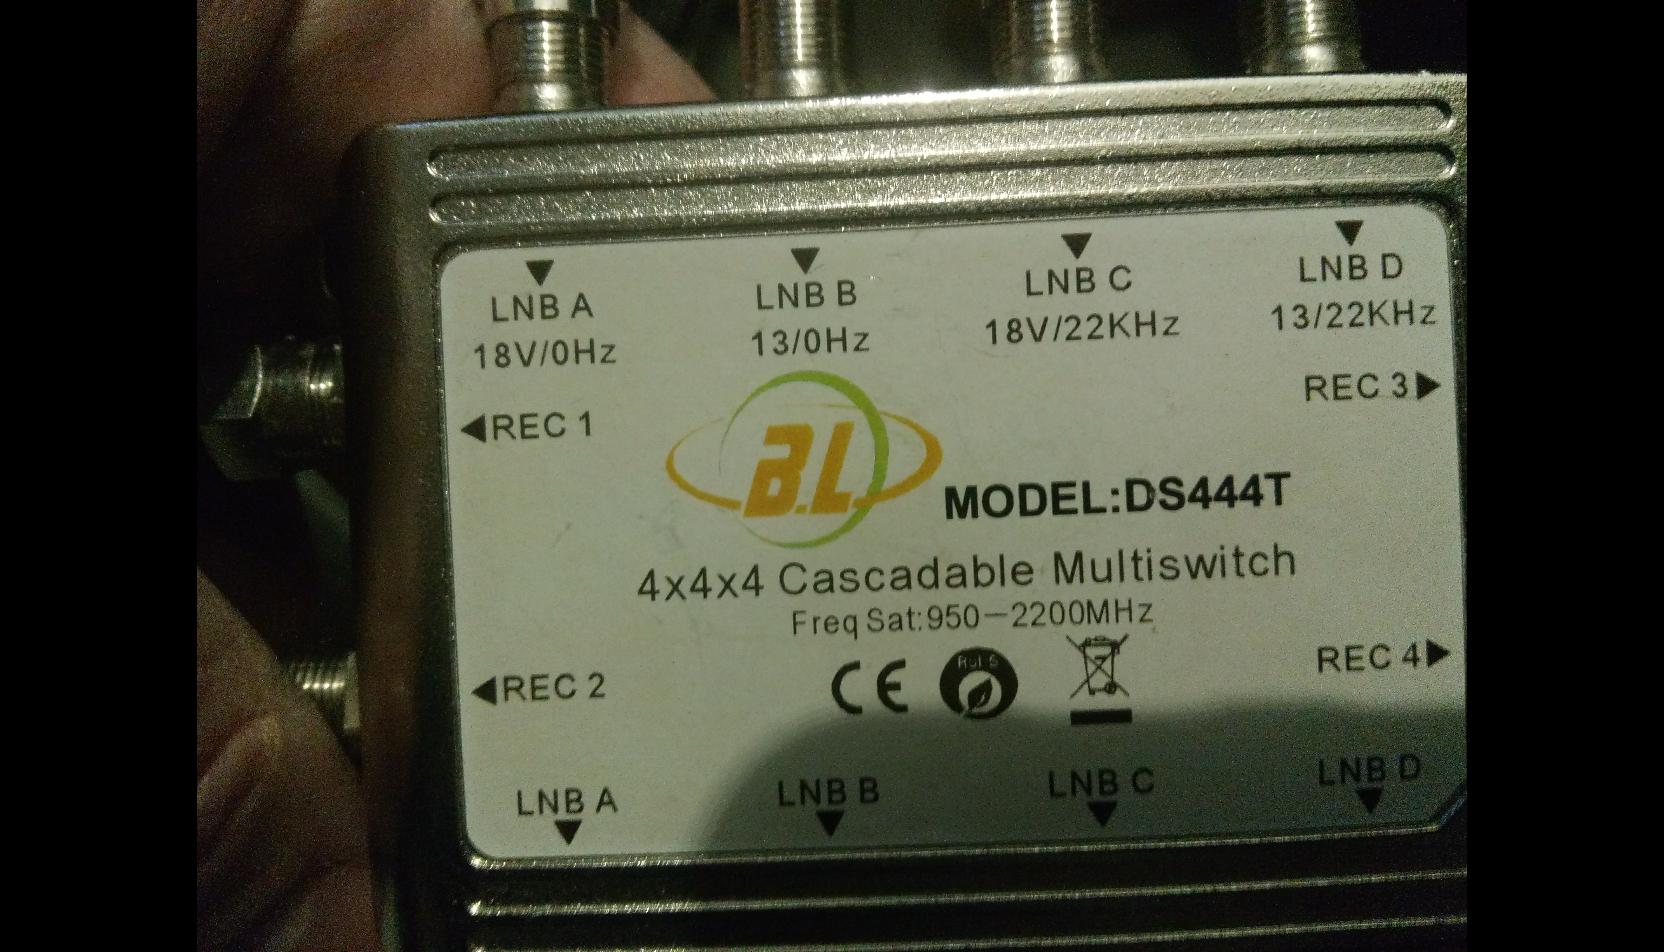 LNB A LNB B LNB C LNB D
18V/0Hz 13/0Hz 18V/22KHz 13/22KHz
REC 1 REC 3
B.L
MODEL:DS444T
4x4x4 Cascadable Multiswitch
Freq Sat:950-2200MHz
REC 2 CE RoHS REC 4
LNB A LNB B LNB C LNB D